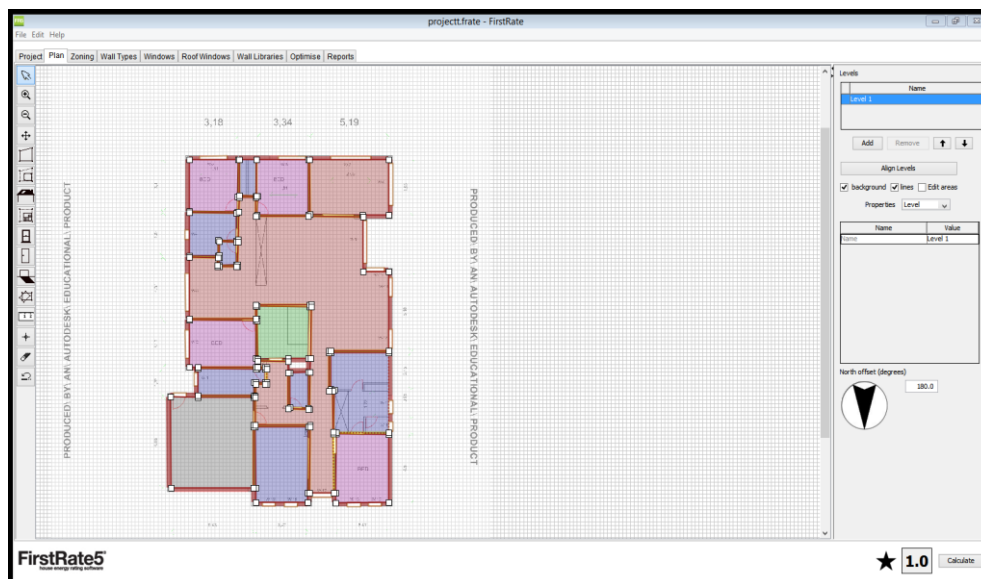 projectt.frate - FirstRate
File Edit Help
Project Plan Zoning Wall Types Windows Roof Windows Wall Libraries Optimise Reports
Levels
Name
Level 1
Add Remove
Align Levels
background lines Edit areas
Properties Level
Name Value
Name Level 1
North offset (degrees)
180.0
3,18 3,34 5,19
PRODUCED\ BY\ AN\ AUTODESK\ EDUCATIONAL\ PRODUCT
PRODUCED\ BY\ AN\ AUTODESK\ EDUCATIONAL\ PRODUCT
FirstRate5
house energy rating software
1.0 Calculate